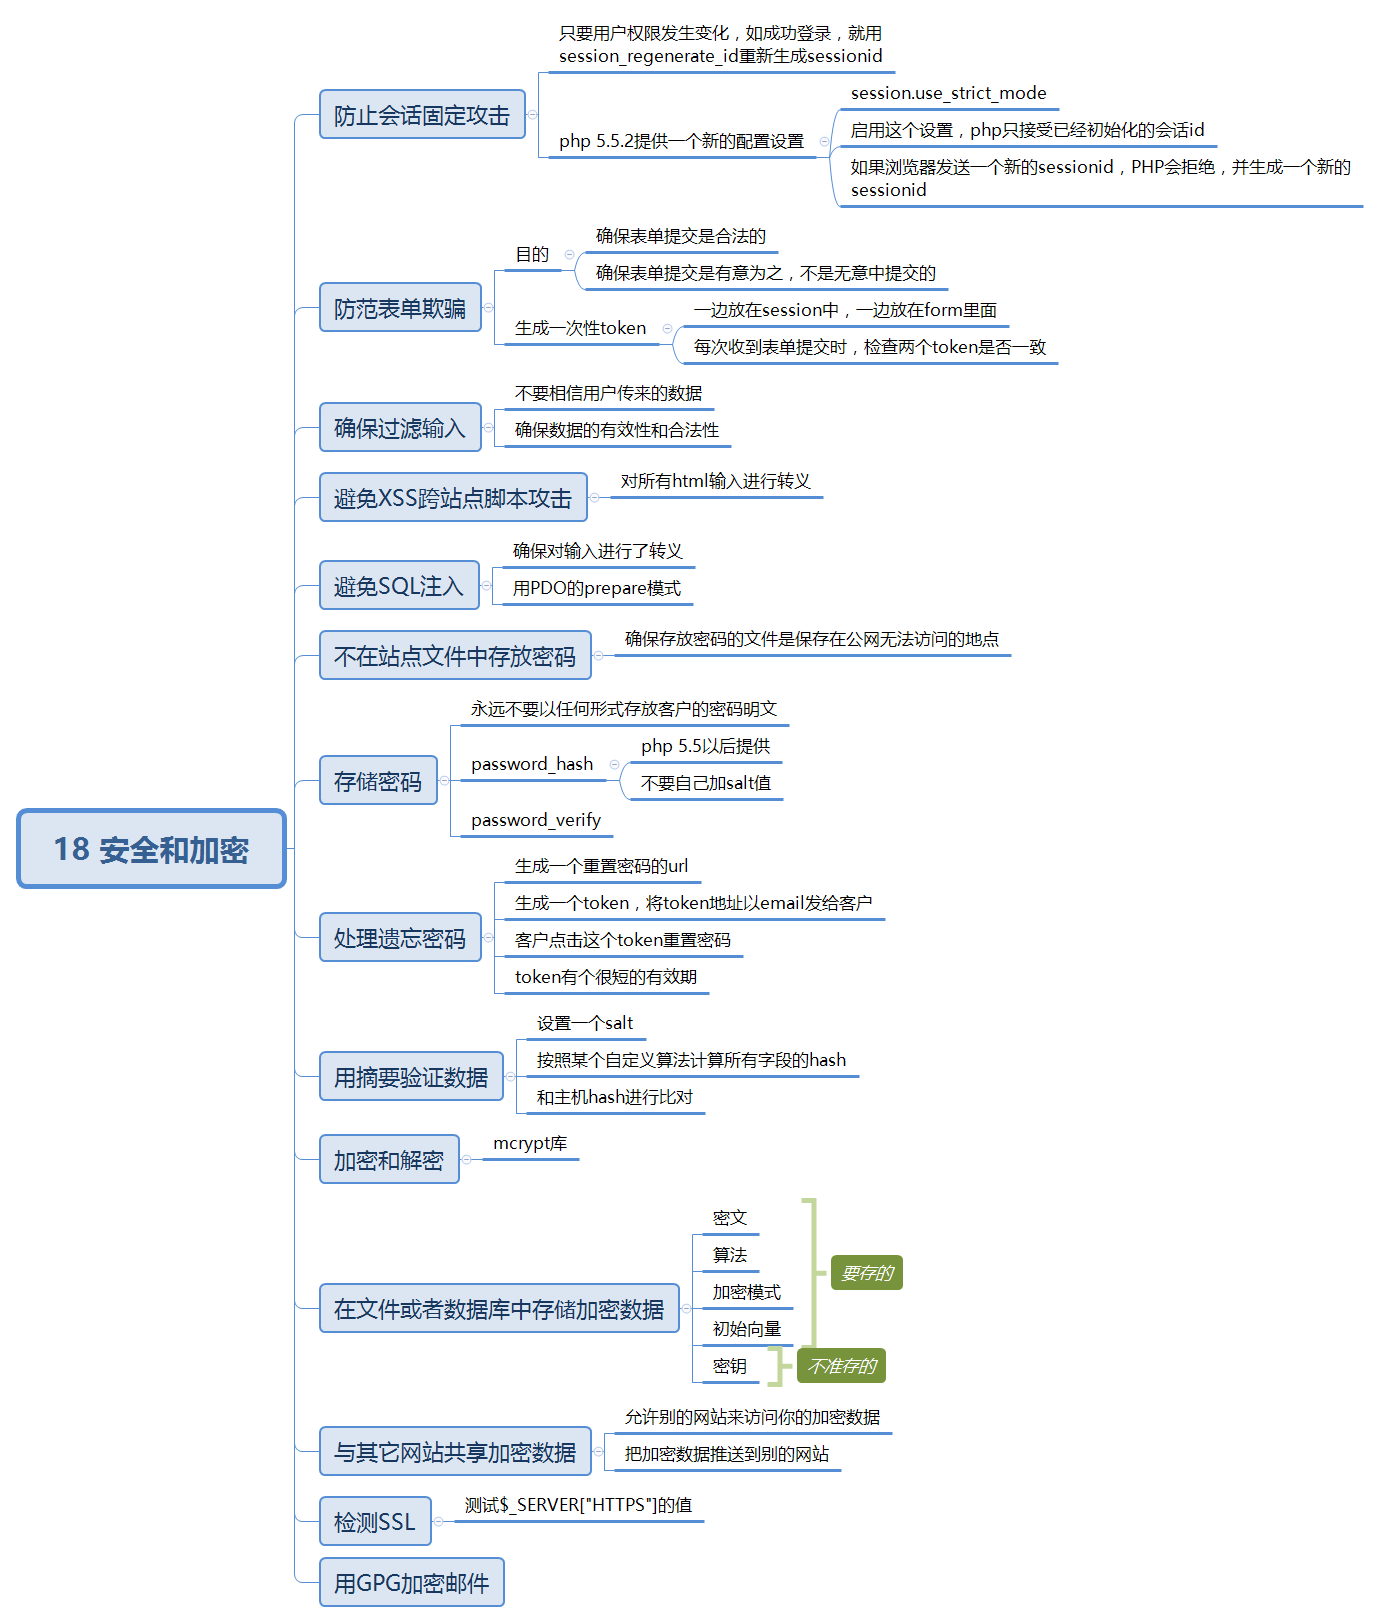 18 安全和加密
防止会话固定攻击
只要用户权限发生变化，如成功登录，就用
session_regenerate_id重新生成sessionid
php 5.5.2提供一个新的配置设置
session.use_strict_mode
启用这个设置，php只接受已经初始化的会话id
如果浏览器发送一个新的sessionid，PHP会拒绝，并生成一个新的
sessionid
防范表单欺骗
目的
确保表单提交是合法的
确保表单提交是有意为之，不是无意中提交的
生成一次性token
一边放在session中，一边放在form里面
每次收到表单提交时，检查两个token是否一致
确保过滤输入
不要相信用户传来的数据
确保数据的有效性和合法性
避免XSS跨站点脚本攻击
对所有html输入进行转义
避免SQL注入
确保对输入进行了转义
用PDO的prepare模式
不在站点文件中存放密码
确保存放密码的文件是保存在公网无法访问的地点
存储密码
永远不要以任何形式存放客户的密码明文
password_hash
php 5.5以后提供
不要自己加salt值
password_verify
处理遗忘密码
生成一个重置密码的url
生成一个token，将token地址以email发给客户
客户点击这个token重置密码
token有个很短的有效期
用摘要验证数据
设置一个salt
按照某个自定义算法计算所有字段的hash
和主机hash进行比对
加密和解密
mcrypt库
在文件或者数据库中存储加密数据
密文
算法
加密模式
初始向量
要存的
密钥
不准存的
与其它网站共享加密数据
允许别的网站来访问你的加密数据
把加密数据推送到别的网站
检测SSL
测试$_SERVER["HTTPS"]的值
用GPG加密邮件